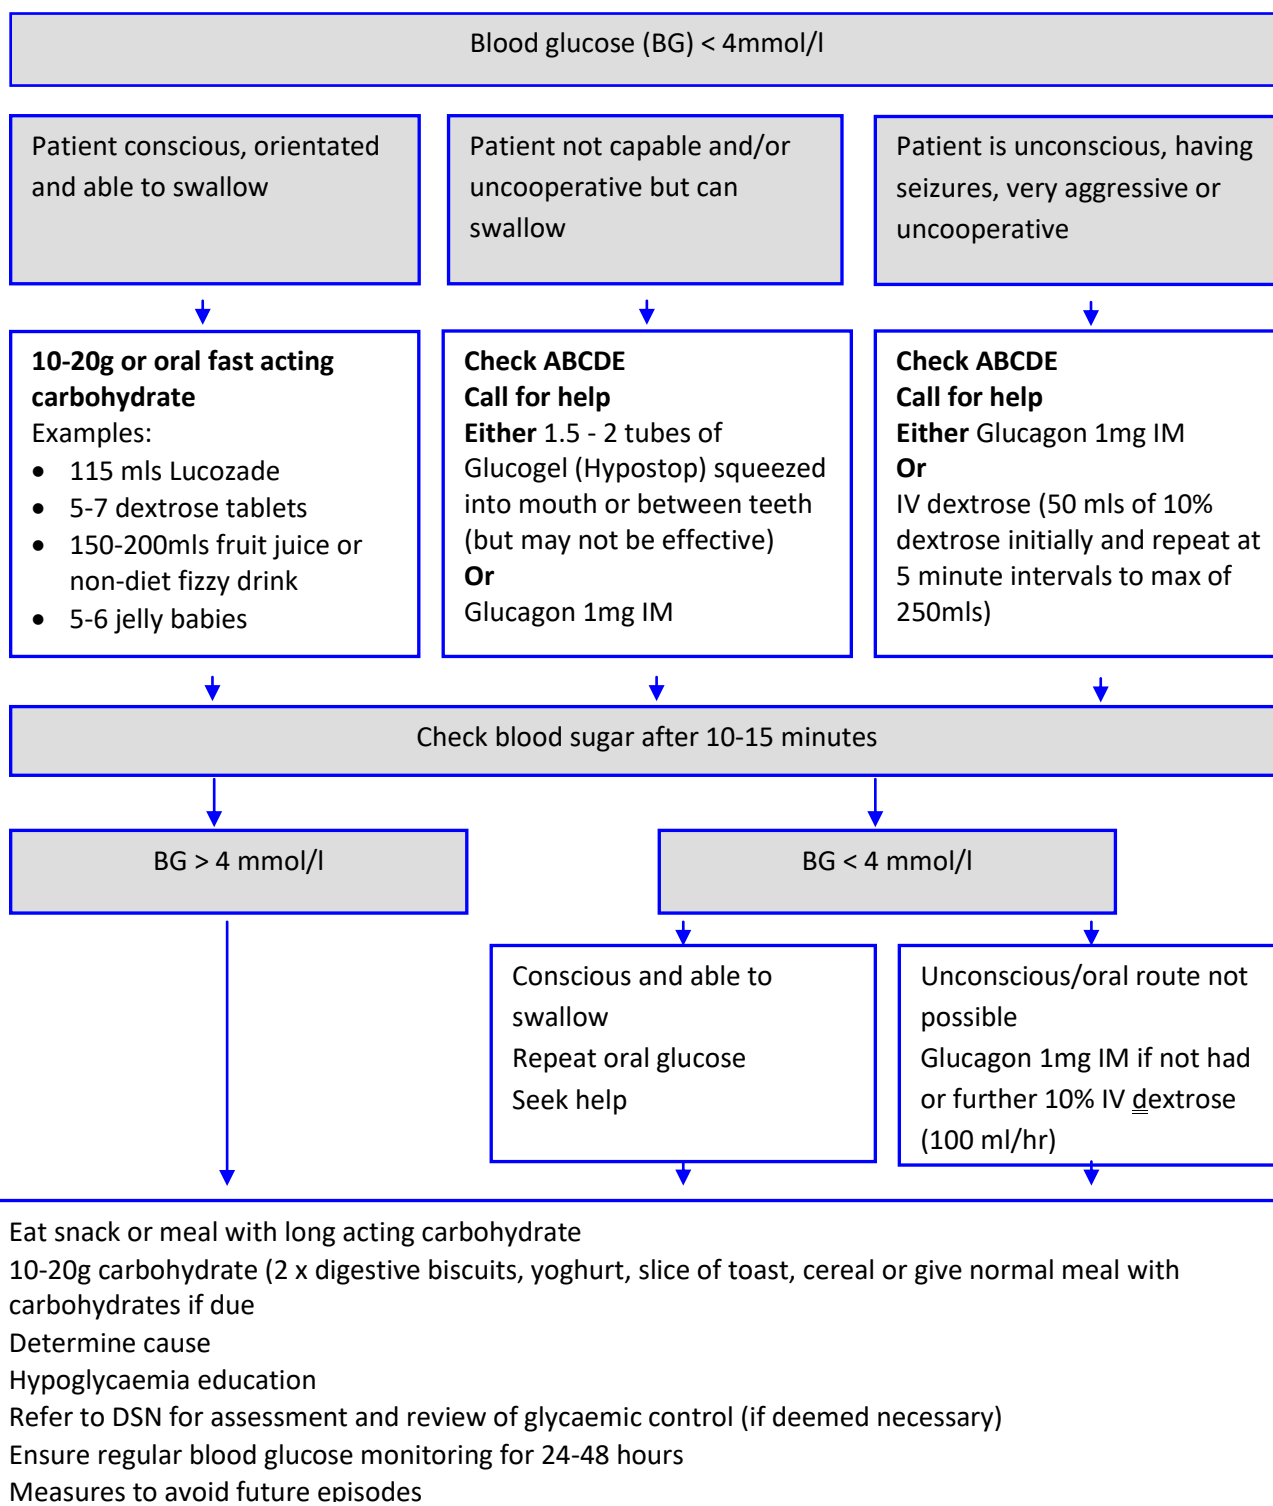 Blood glucose (BG) < 4mmol/l
Patient conscious, orientated
and able to swallow
Patient not capable and/or
uncooperative but can
swallow
Patient is unconscious, having
seizures, very aggressive or
uncooperative
10-20g or oral fast acting
carbohydrate
Examples:
• 115 mls Lucozade
• 5-7 dextrose tablets
• 150-200mls fruit juice or
non-diet fizzy drink
• 5-6 jelly babies
Check ABCDE
Call for help
Either 1.5 - 2 tubes of
Glucogel (Hypostop) squeezed
into mouth or between teeth
(but may not be effective)
Or
Glucagon 1mg IM
Check ABCDE
Call for help
Either Glucagon 1mg IM
Or
IV dextrose (50 mls of 10%
dextrose initially and repeat at
5 minute intervals to max of
250mls)
Check blood sugar after 10-15 minutes
BG > 4 mmol/l
BG < 4 mmol/l
Conscious and able to
swallow
Repeat oral glucose
Seek help
Unconscious/oral route not
possible
Glucagon 1mg IM if not had
or further 10% IV dextrose
(100 ml/hr)
Eat snack or meal with long acting carbohydrate
10-20g carbohydrate (2 x digestive biscuits, yoghurt, slice of toast, cereal or give normal meal with
carbohydrates if due
Determine cause
Hypoglycaemia education
Refer to DSN for assessment and review of glycaemic control (if deemed necessary)
Ensure regular blood glucose monitoring for 24-48 hours
Measures to avoid future episodes